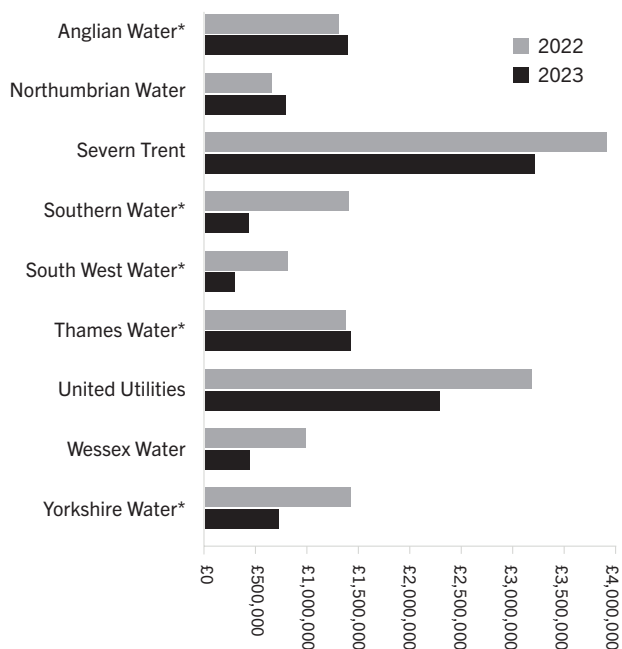 Anglian Water*
2022
2023
Northumbrian Water
Severn Trent
Southern Water*
South West Water*
Thames Water*
United Utilities
Wessex Water
Yorkshire Water*
£0
£500,000
£1,000,000
£1,500,000
£2,000,000
£2,500,000
£3,000,000
£3,500,000
£4,000,000